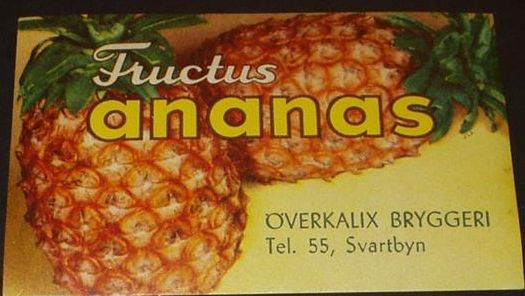 Fructus
ananas
ÖVERKALIX BRYGGERI
Tel. 55, Svartbyn